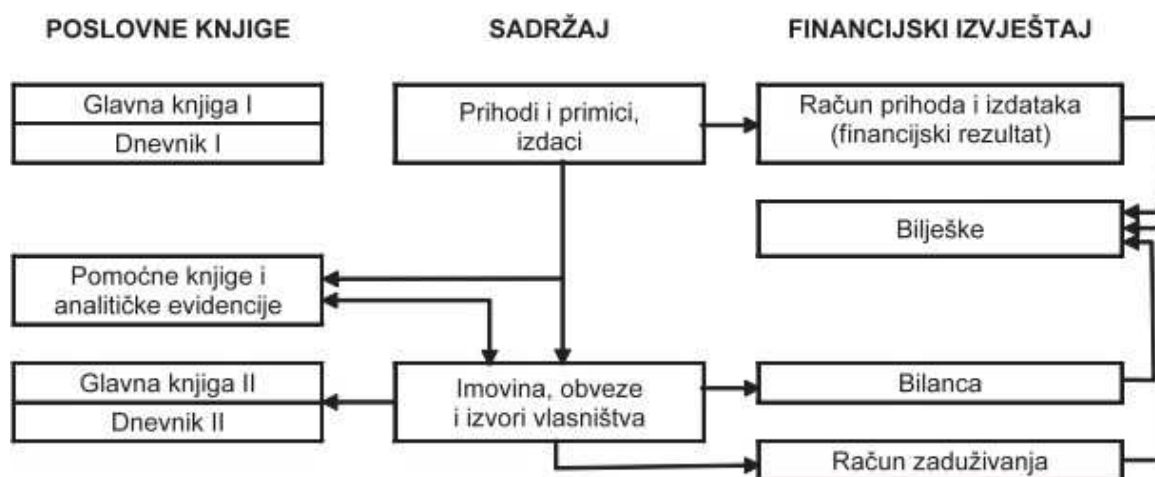 POSLOVNE KNJIGE
SADRŽAJ
FINANCIJSKI IZVJEŠTAJ
Glavna knjiga I
Dnevnik I
Prihodi i primici,
izdaci
Račun prihoda i izdataka
(financijski rezultat)
Bilješke
Pomoćne knjige i
analitičke evidencije
Glavna knjiga II
Dnevnik II
Imovina, obveze
i izvori vlasništva
Bilanca
Račun zaduživanja